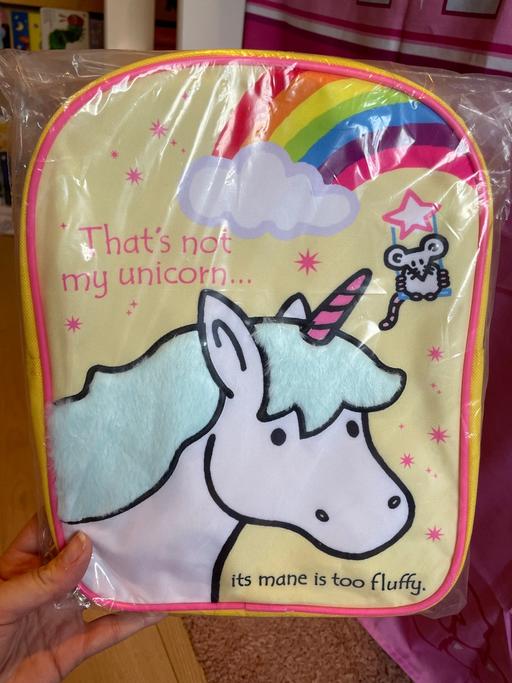 That's not
my unicorn...
its mane is too fluffy.